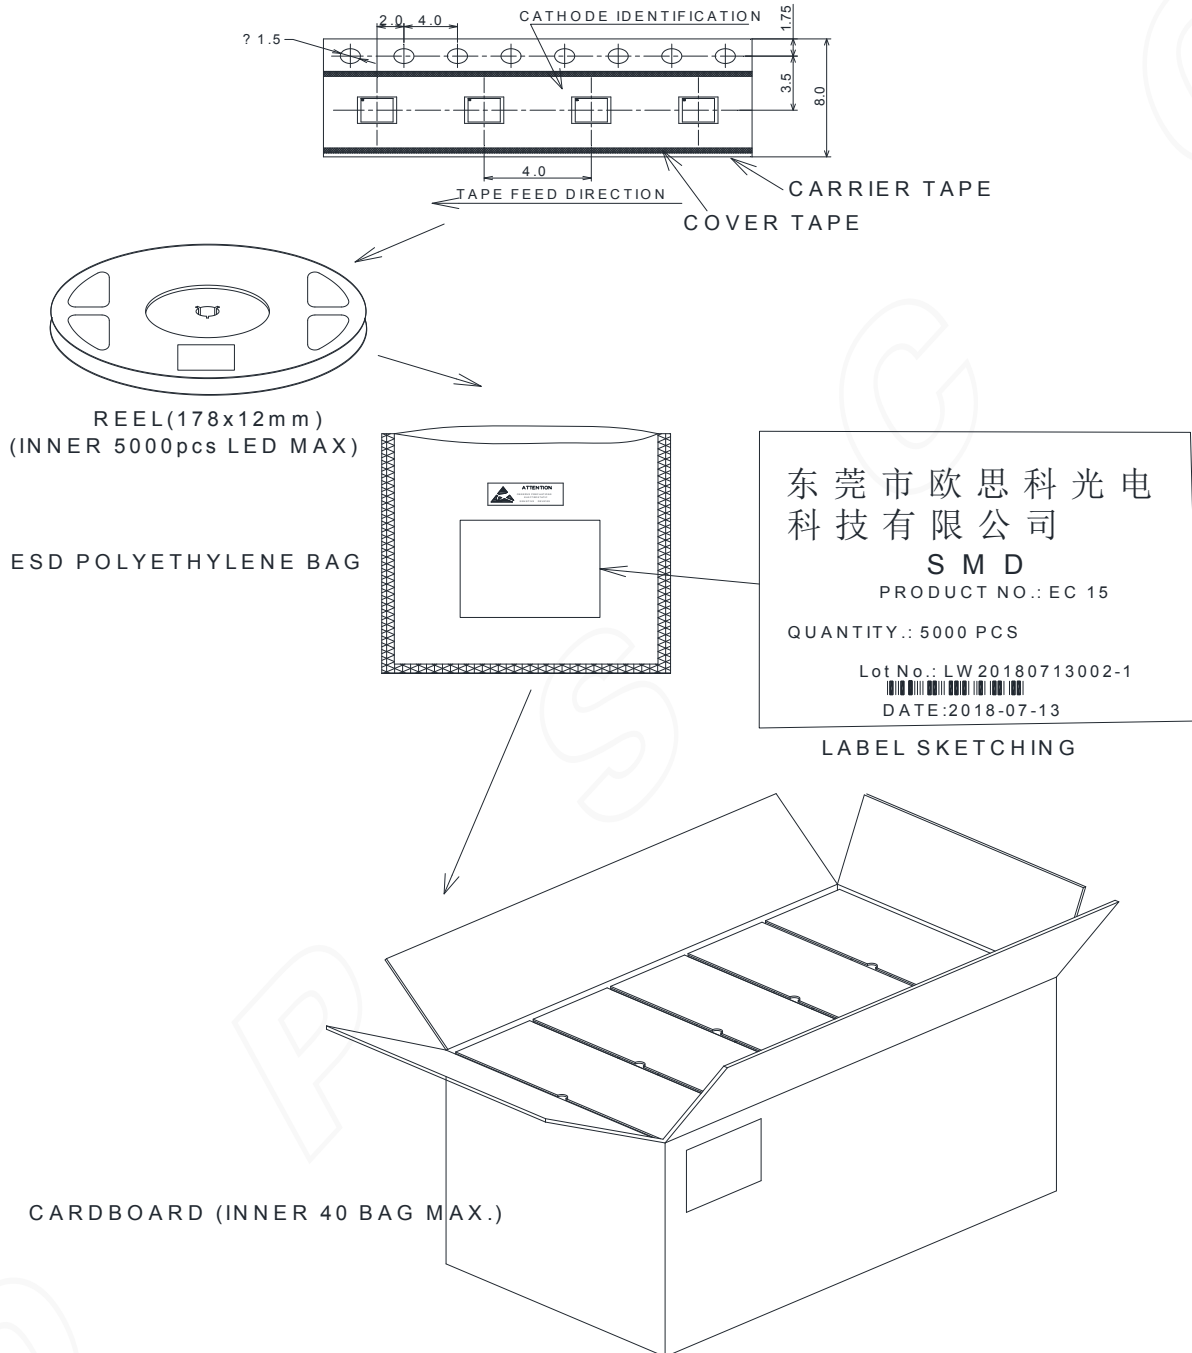 CATHODE IDENTIFICATION
2.0
4.0
1.75
? 1.5
3.5
8.0
4.0
TAPE FEED DIRECTION
CARRIER TAPE
COVER TAPE
REEL(178x12mm)
(INNER 5000pcs LED MAX)
ATTENTION
ESD POLYETHYLENE BAG
东莞市欧思科光电
科技有限公司
SMD
PRODUCT NO.: EC 15
QUANTITY.: 5000 PCS
Lot No.: LW20180713002-1
DATE:2018-07-13
LABEL SKETCHING
CARDBOARD (INNER 40 BAG MAX.)
OPSCO